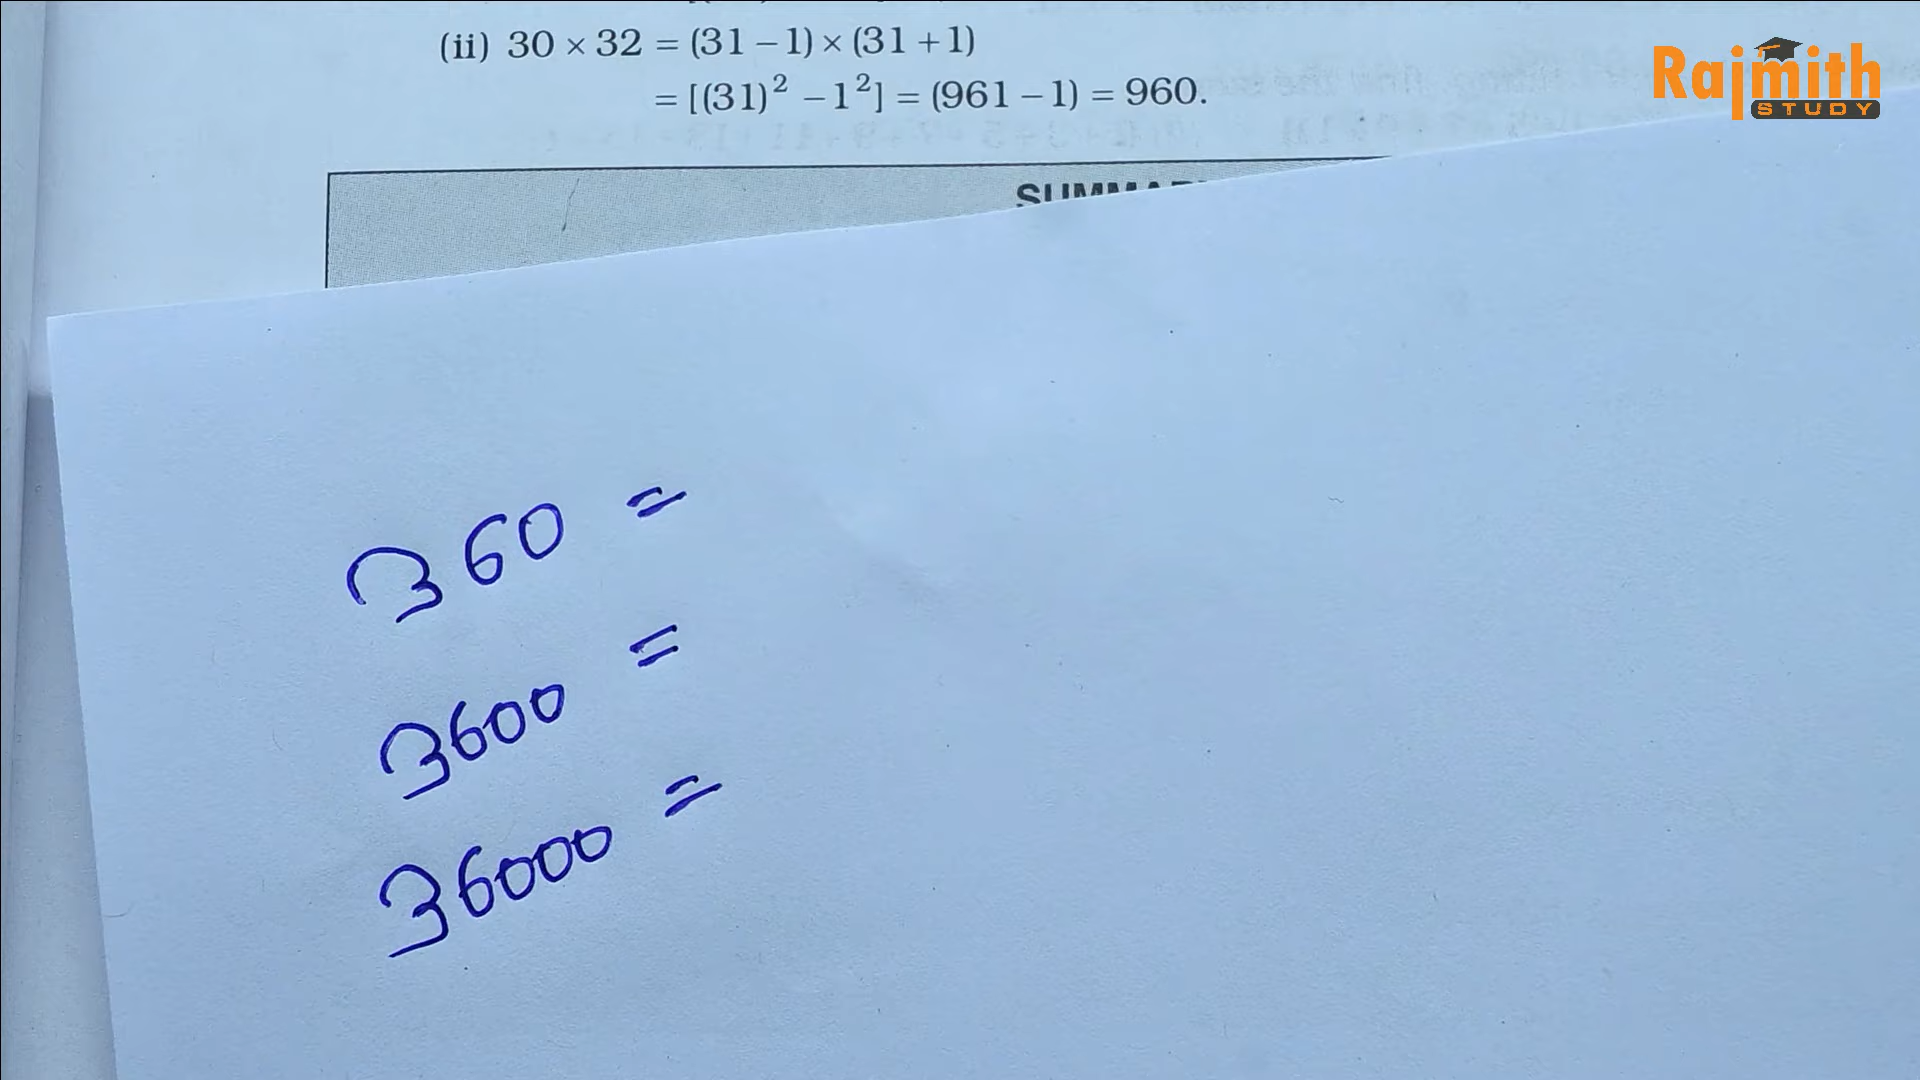 (ii) 30 × 32 = (31 – 1) × (31 + 1)
= [(31)² – 1²] = (961 – 1) = 960.
Rajmith
STUDY
360 =
3600 =
36000 =